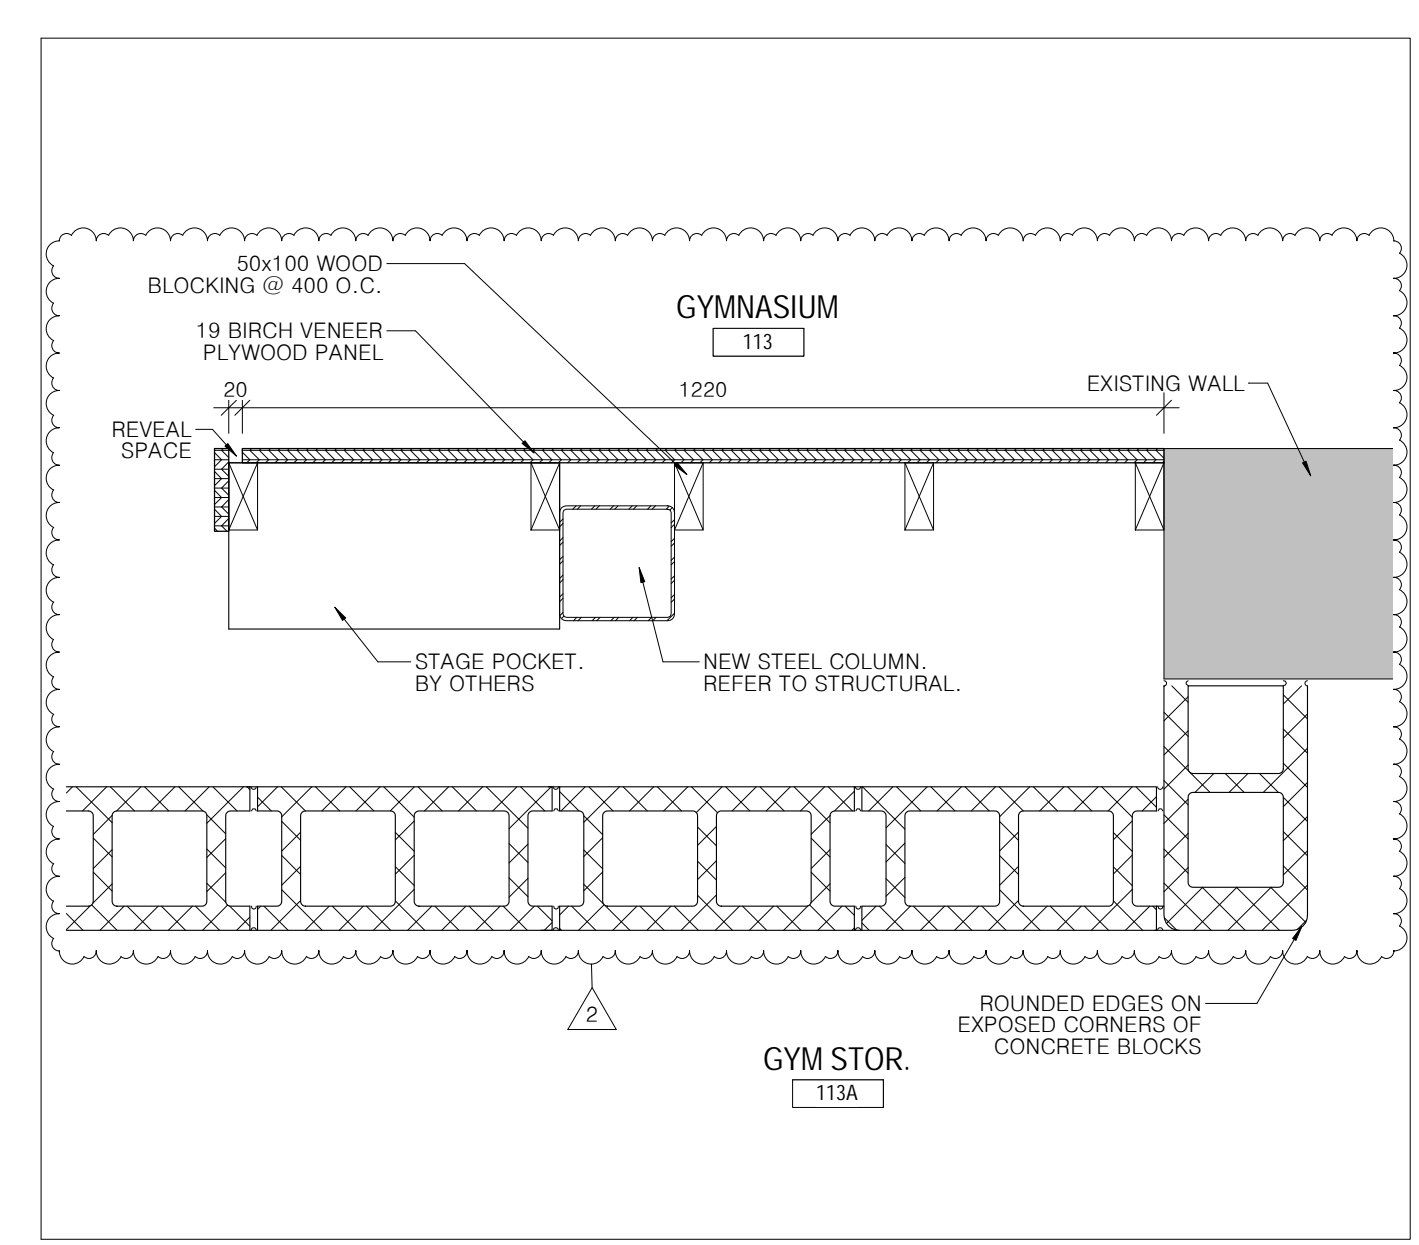 50x100 WOOD
BLOCKING @ 400 O.C.
GYMNASIUM
113
19 BIRCH VENEER
PLYWOOD PANEL
20
1220
EXISTING WALL
REVEAL
SPACE
STAGE POCKET.
BY OTHERS
NEW STEEL COLUMN.
REFER TO STRUCTURAL.
2
ROUNDED EDGES ON
EXPOSED CORNERS OF
CONCRETE BLOCKS
GYM STOR.
113A